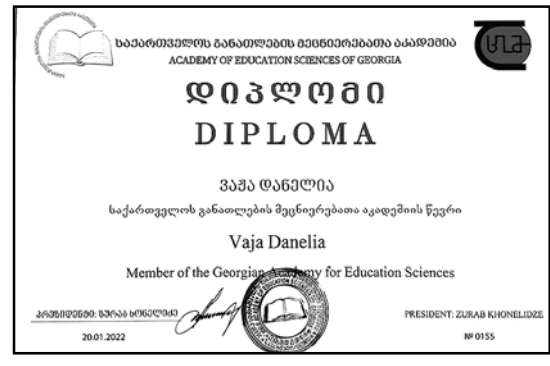 საქართველოს განათლების მეცნიერებათა აკადემია
ACADEMY OF EDUCATION SCIENCES OF GEORGIA
დიპლომი
DIPLOMA
ვაჟა დანელია
საქართველოს განათლების მეცნიერებათა აკადემიის წევრი
Vaja Danelia
Member of the Georgian Academy for Education Sciences
პრეზიდენტი: ზურაბ ხონელიძე
PRESIDENT: ZURAB KHONELIDZE
20.01.2022
№ 0155